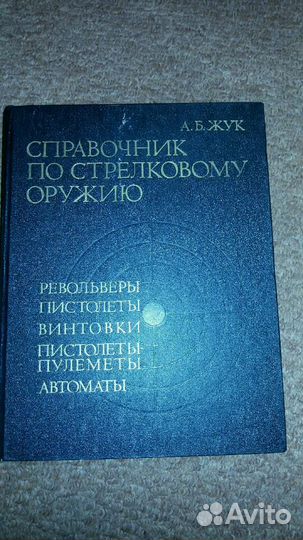 А.Б.ЖУК
СПРАВОЧНИК
ПО СТРЕЛКОВОМУ
ОРУЖИЮ
РЕВОЛЬВЕРЫ
ПИСТОЛЕТЫ
ВИНТОВКИ
ПИСТОЛЕТЫ-
ПУЛЕМЕТЫ
АВТОМАТЫ
Avito